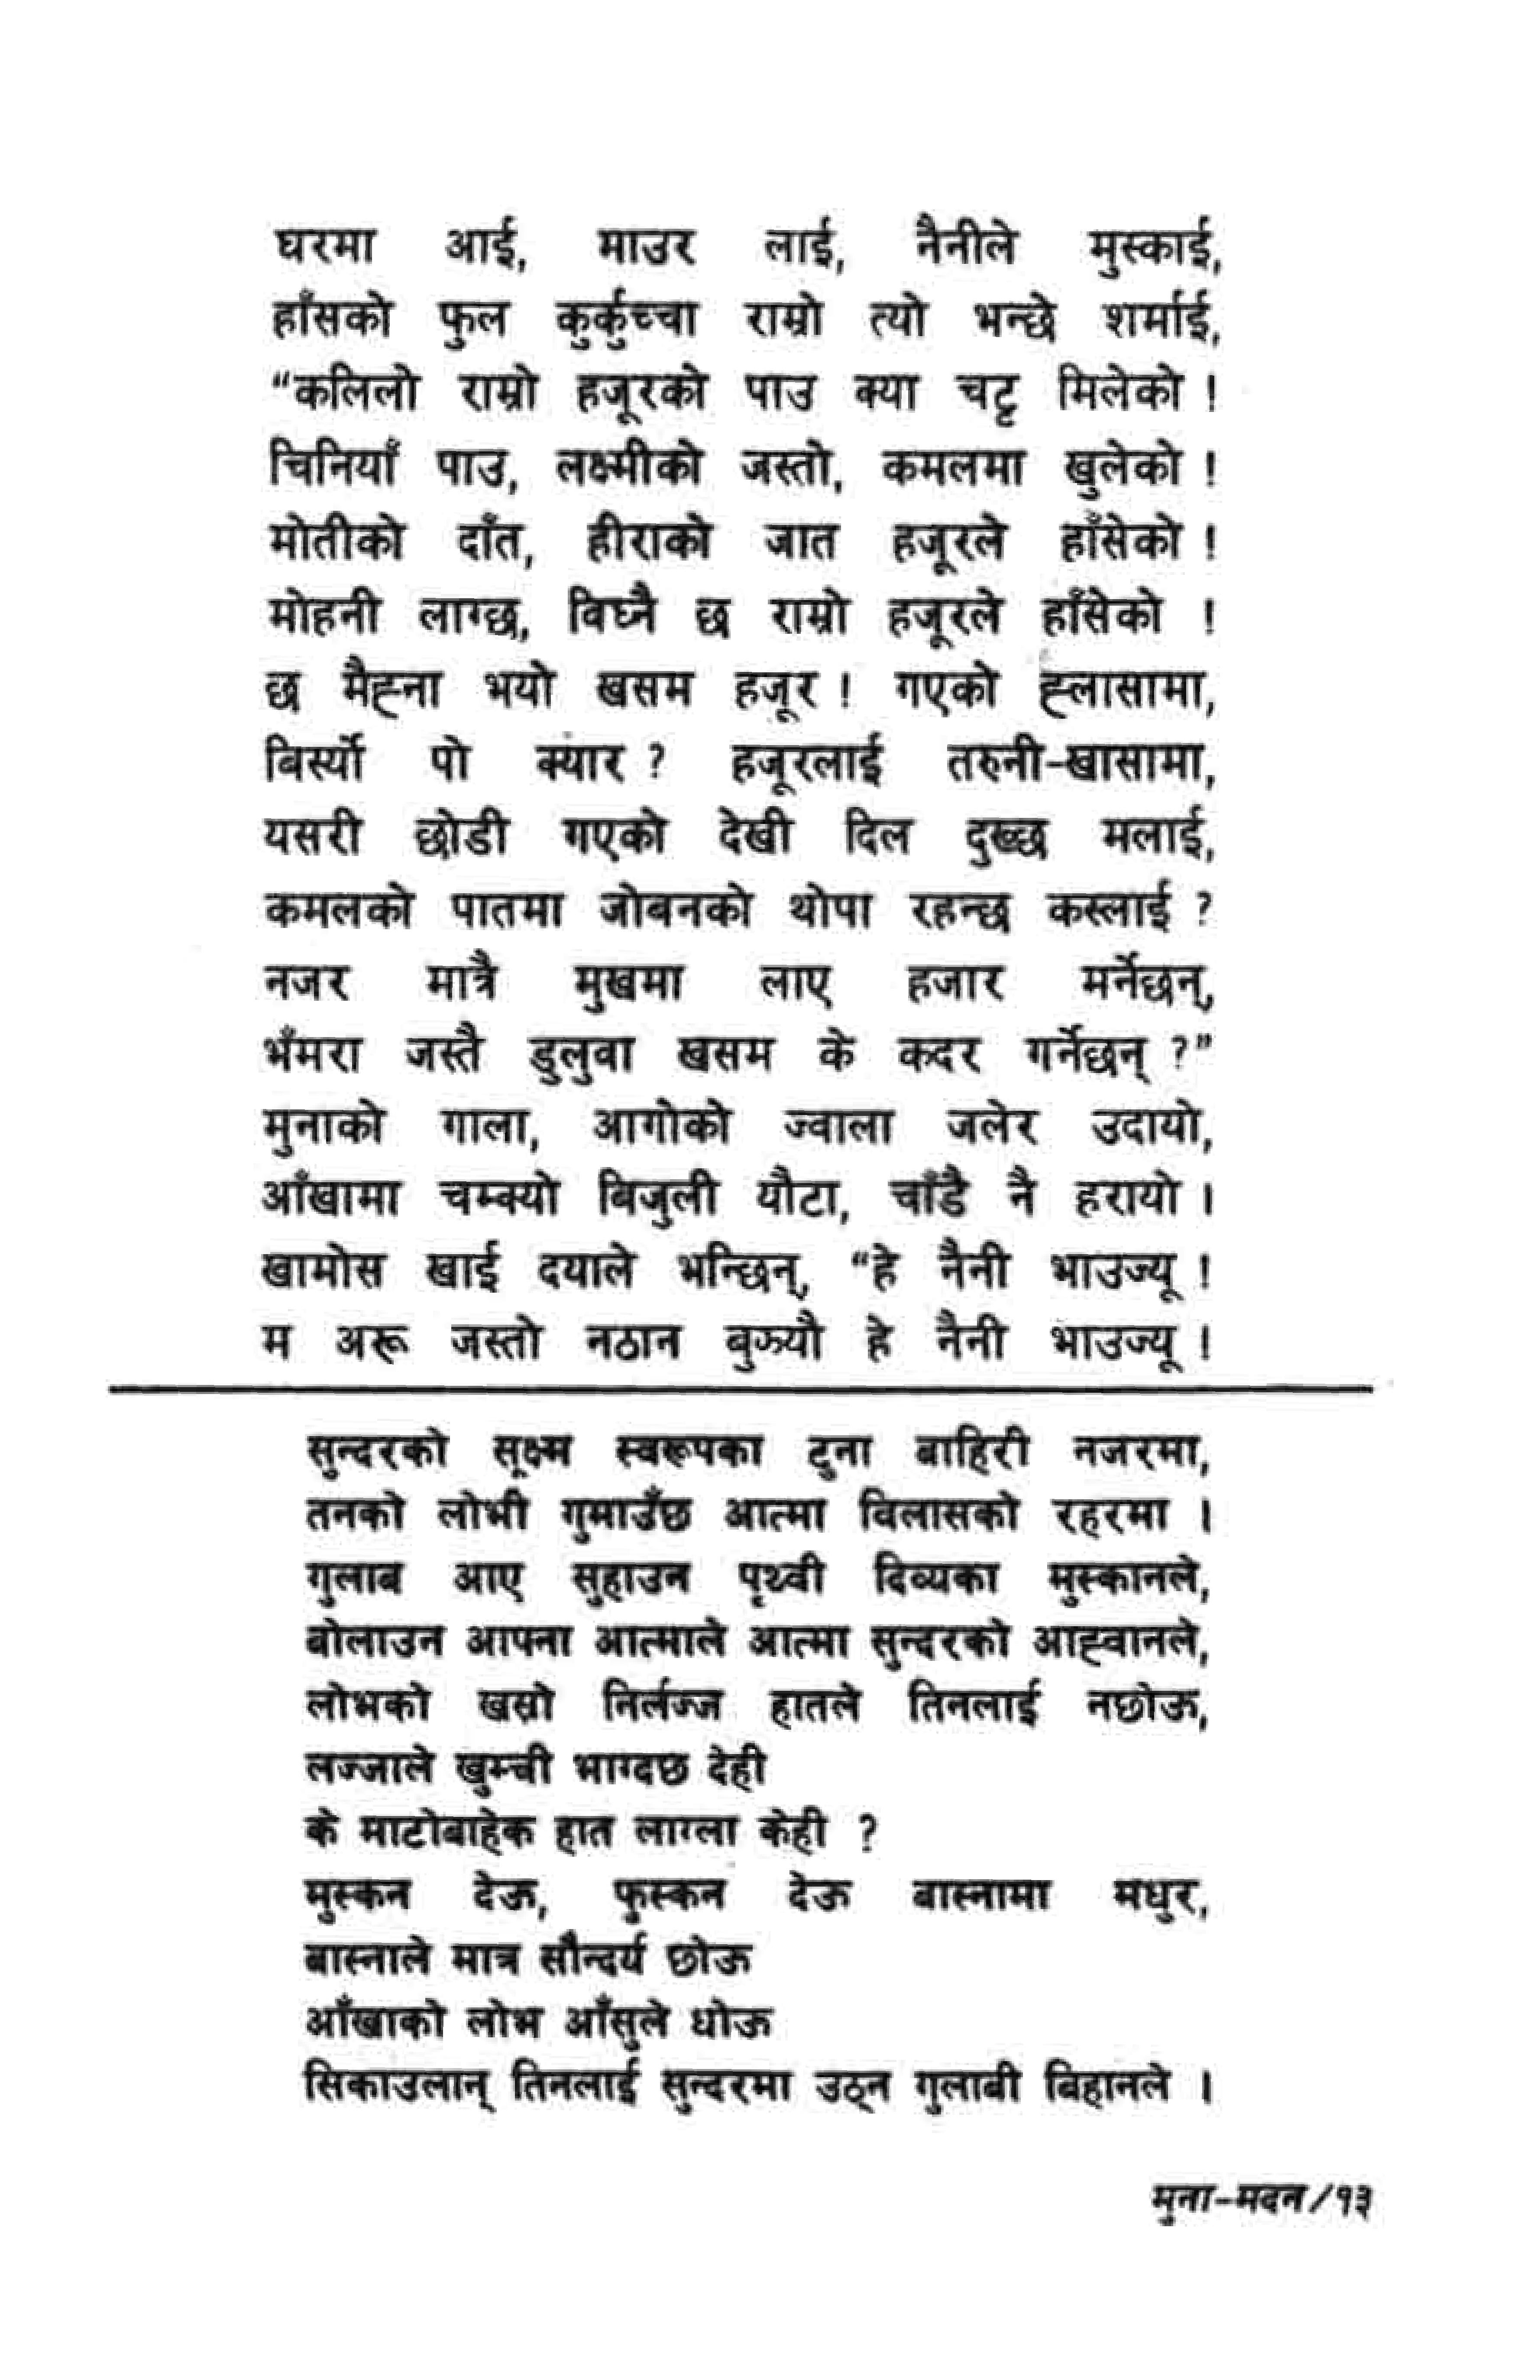 घरमा आई, माउर लाई, नैनीले मुस्काई,
हाँसको फुल कुर्कुच्चा राम्रो त्यो भन्छे शर्माई,
“कलिलो राम्रो हजूरको पाउ क्या चट्ट मिलेको !
चिनियाँ पाउ, लक्ष्मीको जस्तो, कमलमा खुलेको !
मोतीको दाँत, हीराको जात हजूरले हाँसेको !
मोहनी लाग्छ, विघ्नै छ राम्रो हजूरले हाँसेको !
छ मैह्ना भयो खसम हजूर ! गएको ह्लासामा,
बिर्स्यो पो क्यार ? हजूरलाई तरुनी-खासामा,
यसरी छोडी गएको देखी दिल दुख्छ मलाई,
कमलको पातमा जोबनको थोपा रहन्छ कस्लाई ?
नजर मात्रै मुखमा लाए हजार मर्नेछन्,
भँमरा जस्तै डुलुवा खसम के कदर गर्नेछन् ?”
मुनाको गाला, आगोको ज्वाला जलेर उदायो,
आँखामा चम्क्यो बिजुली यौटा, चाँडै नै हरायो ।
खामोस खाई दयाले भन्छिन्, “हे नैनी भाउज्यू !
म अरू जस्तो नठान बुझ्यौ हे नैनी भाउज्यू !
सुन्दरको सूक्ष्म स्वरूपका टुना बाहिरी नजरमा,
तनको लोभी गुमाउँछ आत्मा विलासको रहरमा ।
गुलाब आए सुहाउन पृथ्वी दिव्यका मुस्कानले,
बोलाउन आफ्ना आत्माले आत्मा सुन्दरको आह्वानले,
लोभको खस्रो निर्लज्ज हातले तिनलाई नछोऊ,
लज्जाले खुम्ची भाग्दछ देही
के माटोबाहेक हात लाग्ला केही ?
मुस्कन देऊ, फुस्कन देऊ बास्नामा मधुर,
बास्नाले मात्र सौन्दर्य छोऊ
आँखाको लोभ आँसुले धोऊ
सिकाउलान् तिनलाई सुन्दरमा उठ्न गुलाबी बिहानले ।
मुना-मदन/१३